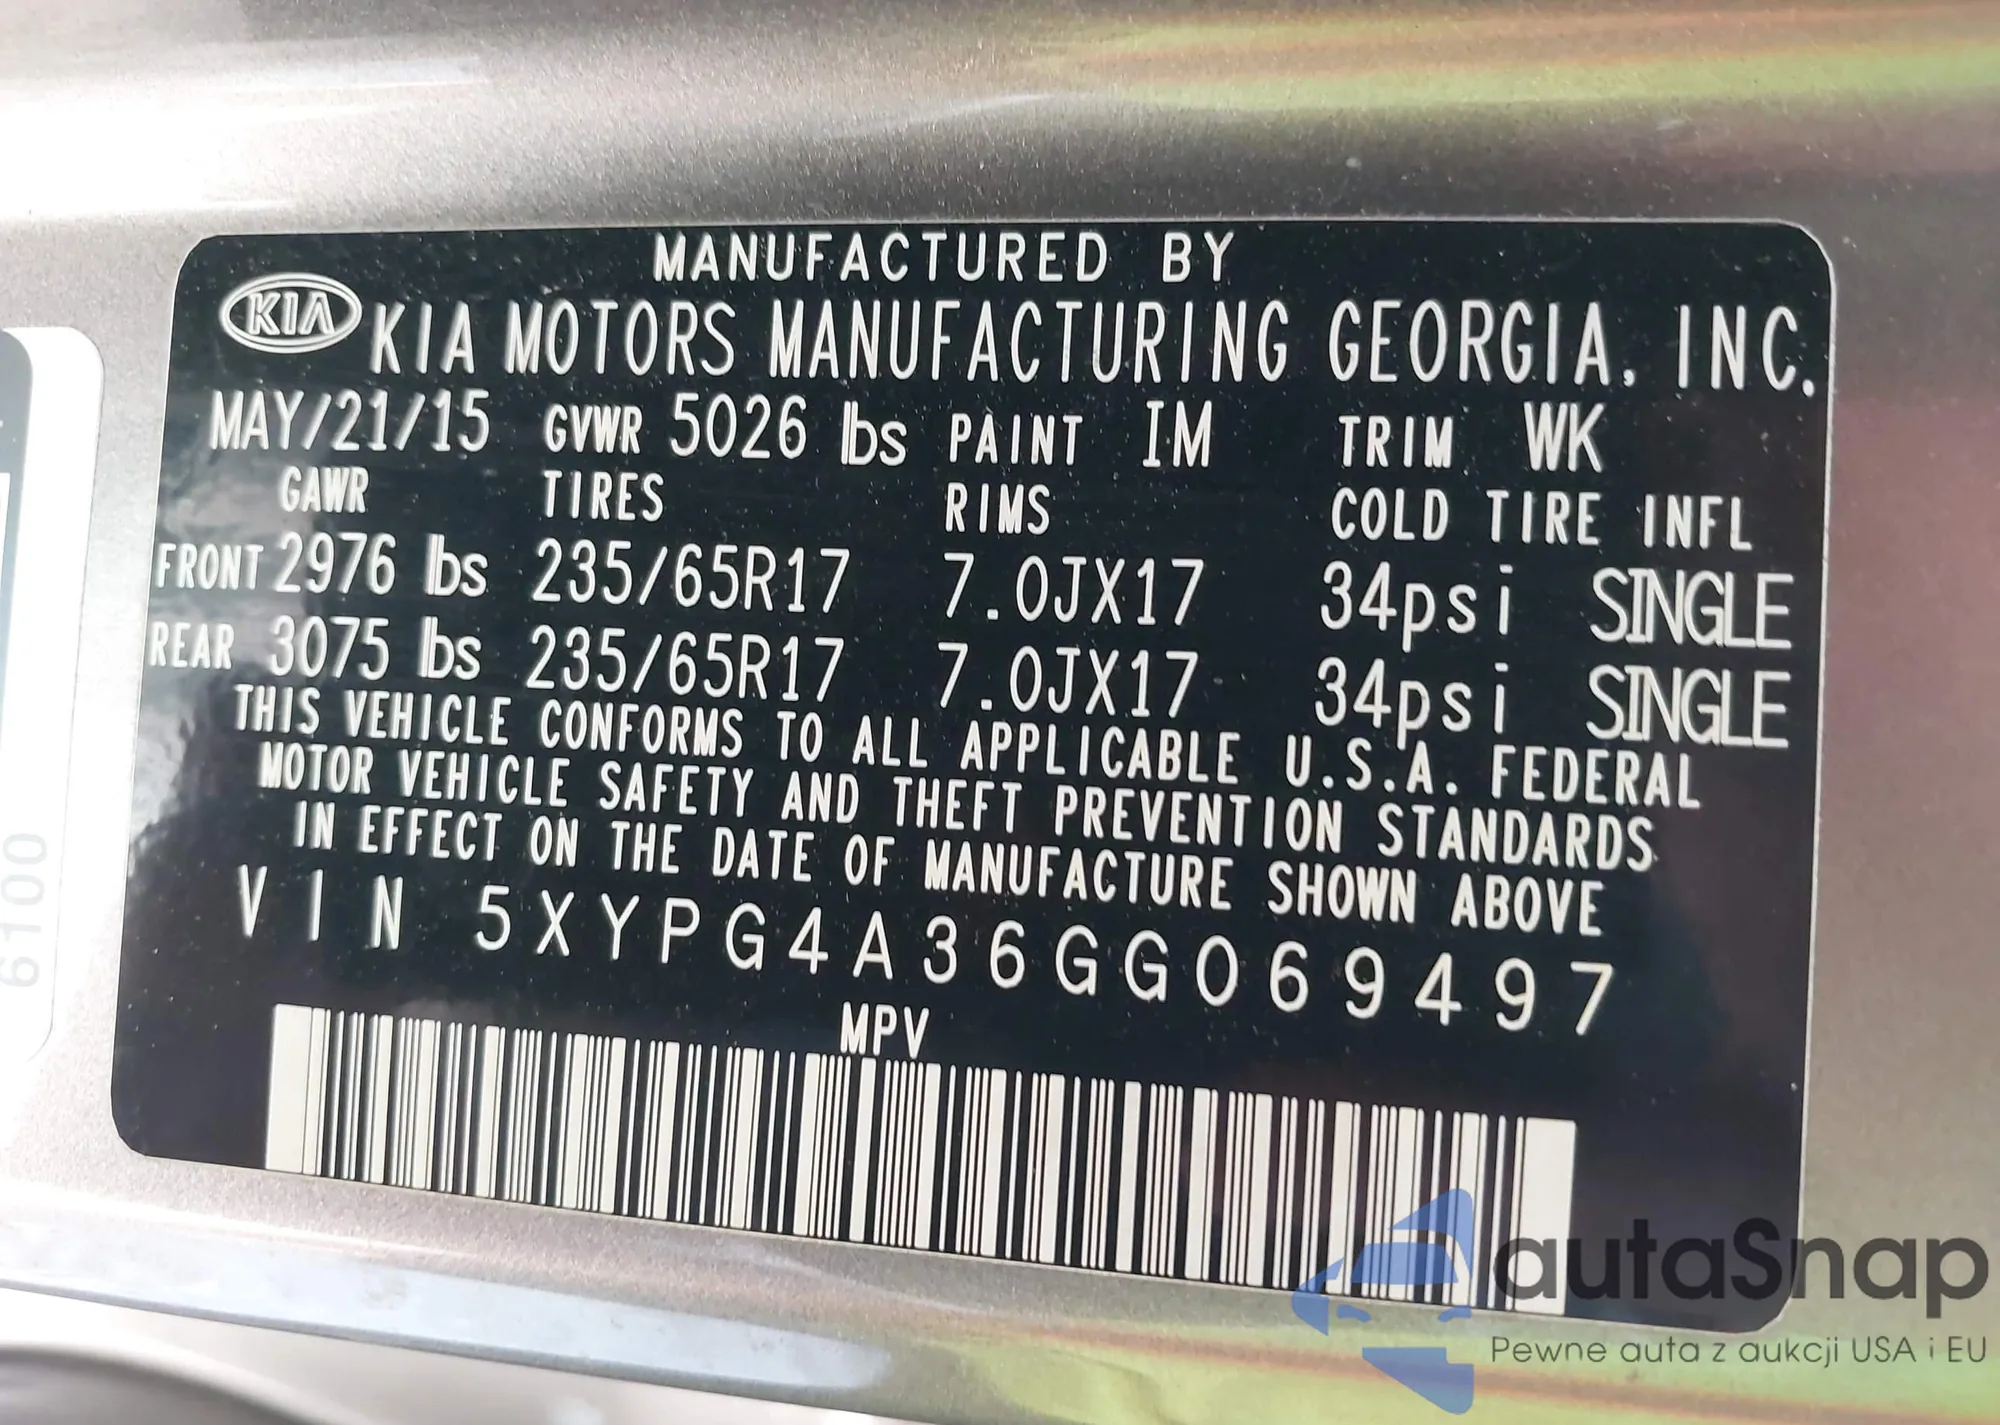 MANUFACTURED BY
KIA KIA MOTORS MANUFACTURING GEORGIA, INC.
MAY/21/15 GVWR 5026 lbs PAINT IM TRIM WK
GAWR TIRES RIMS COLD TIRE INFL
FRONT 2976 lbs 235/65R17 7.0JX17 34psi SINGLE
REAR 3075 lbs 235/65R17 7.0JX17 34psi SINGLE
THIS VEHICLE CONFORMS TO ALL APPLICABLE U.S.A. FEDERAL
MOTOR VEHICLE SAFETY AND THEFT PREVENTION STANDARDS
IN EFFECT ON THE DATE OF MANUFACTURE SHOWN ABOVE
VIN 5XYPG4A36GG069497
MPV
6100
autaSnap
Pewne auta z aukcji USA i EU